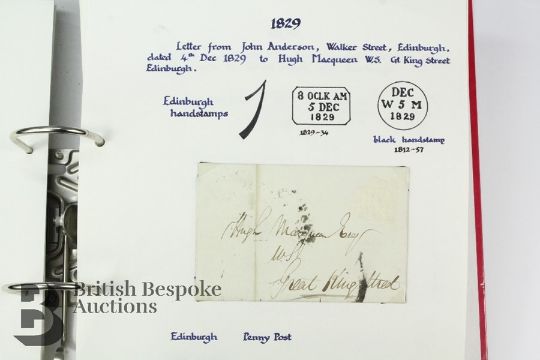 1829
Letter from John Anderson, Walker Street, Edinburgh,
dated 4th Dec 1829 to Hugh Macqueen W.S. Gt King Street
Edinburgh.
Edinburgh
handstamps
1
8 OCLK AM
5 DEC
1829
1829-34
DEC
W 5 M
1829
black handstamp
1812-57
Hugh Macqueen Esqr
W.S.
Great King Street
British Bespoke
Auctions
Edinburgh Penny Post